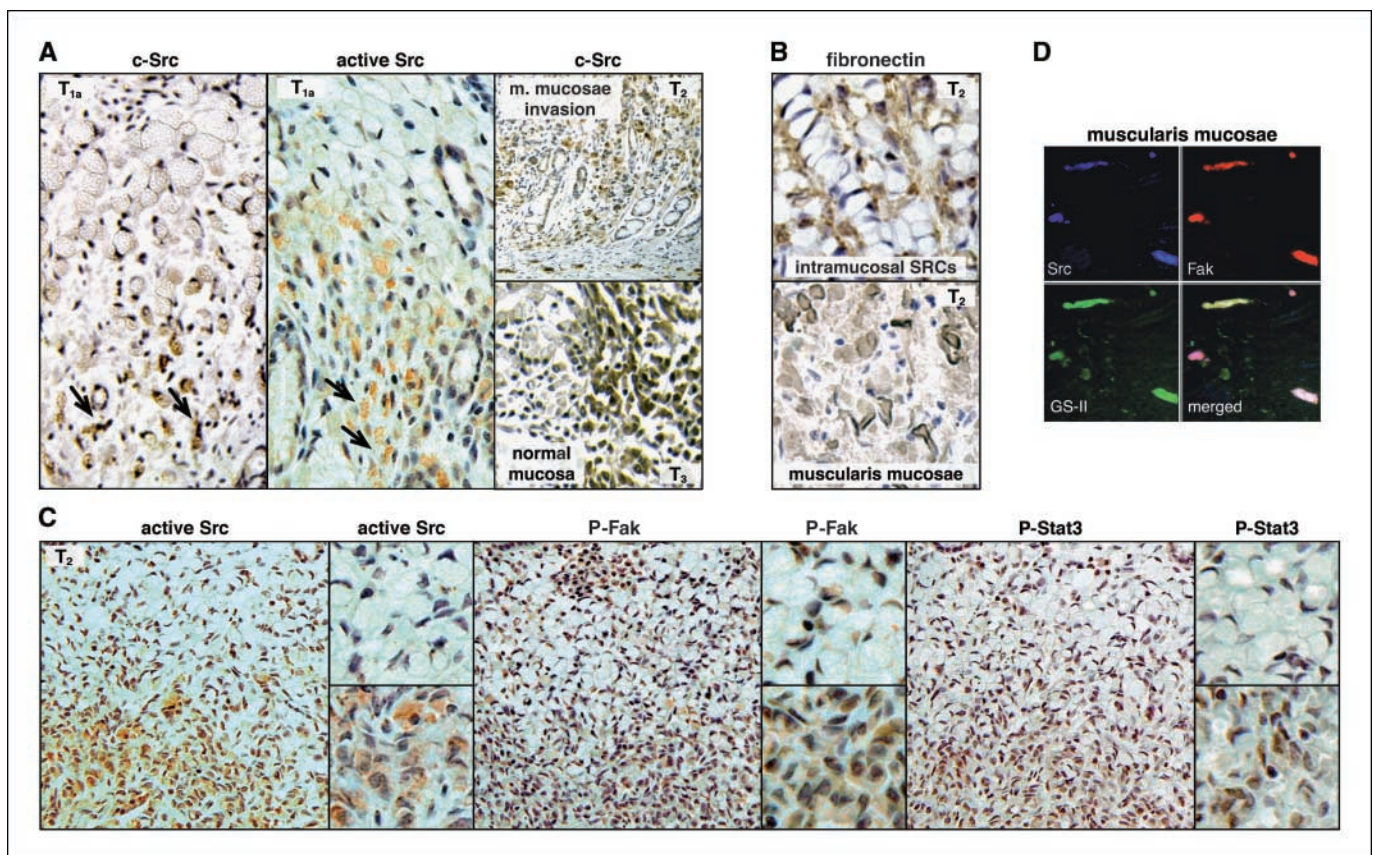 A
c-Src
active Src
c-Src
T1a
T1a
m. mucosae
invasion
T2
normal
mucosa
T3
B
fibronectin
T2
intramucosal SRCs
T2
muscularis mucosae
D
muscularis mucosae
Src
Fak
GS-II
merged
C
active Src
active Src
P-Fak
P-Fak
P-Stat3
P-Stat3
T2